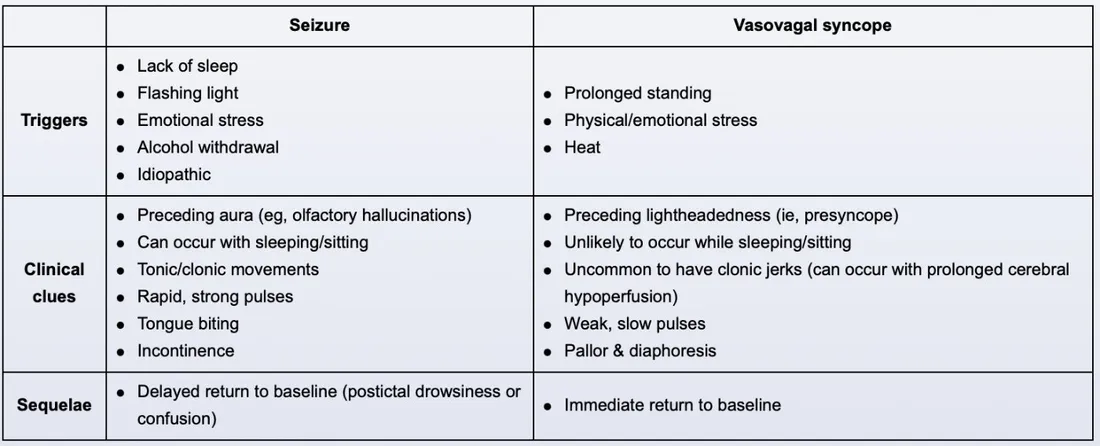 Seizure
Vasovagal syncope
Triggers
● Lack of sleep
● Flashing light
● Emotional stress
● Alcohol withdrawal
● Idiopathic
● Prolonged standing
● Physical/emotional stress
● Heat
Clinical
clues
● Preceding aura (eg, olfactory hallucinations)
● Can occur with sleeping/sitting
● Tonic/clonic movements
● Rapid, strong pulses
● Tongue biting
● Incontinence
● Preceding lightheadedness (ie, presyncope)
● Unlikely to occur while sleeping/sitting
● Uncommon to have clonic jerks (can occur with prolonged cerebral
hypoperfusion)
● Weak, slow pulses
● Pallor & diaphoresis
Sequelae
● Delayed return to baseline (postictal drowsiness or
confusion)
● Immediate return to baseline